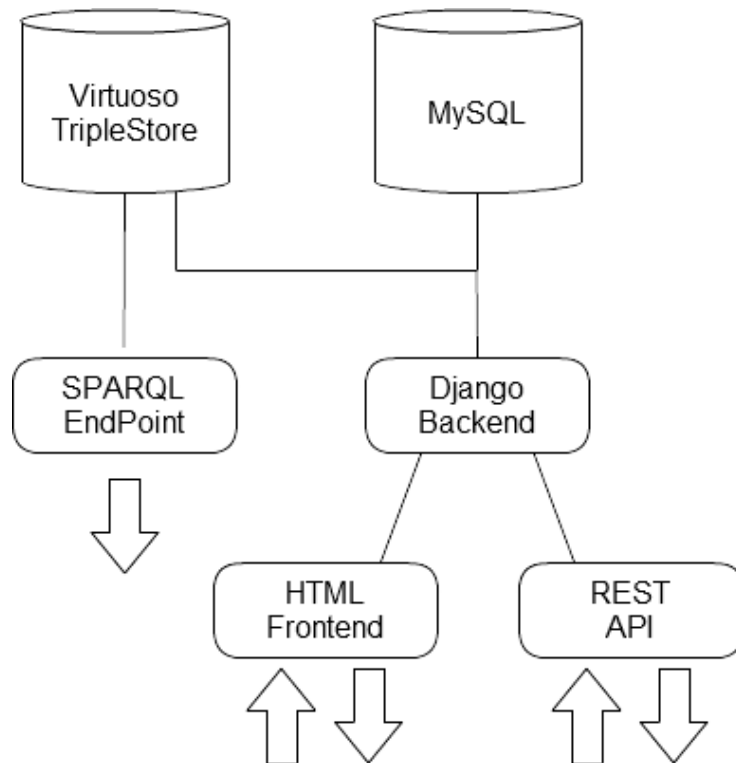 Virtuoso
TripleStore
MySQL
SPARQL
EndPoint
Django
Backend
HTML
Frontend
REST
API